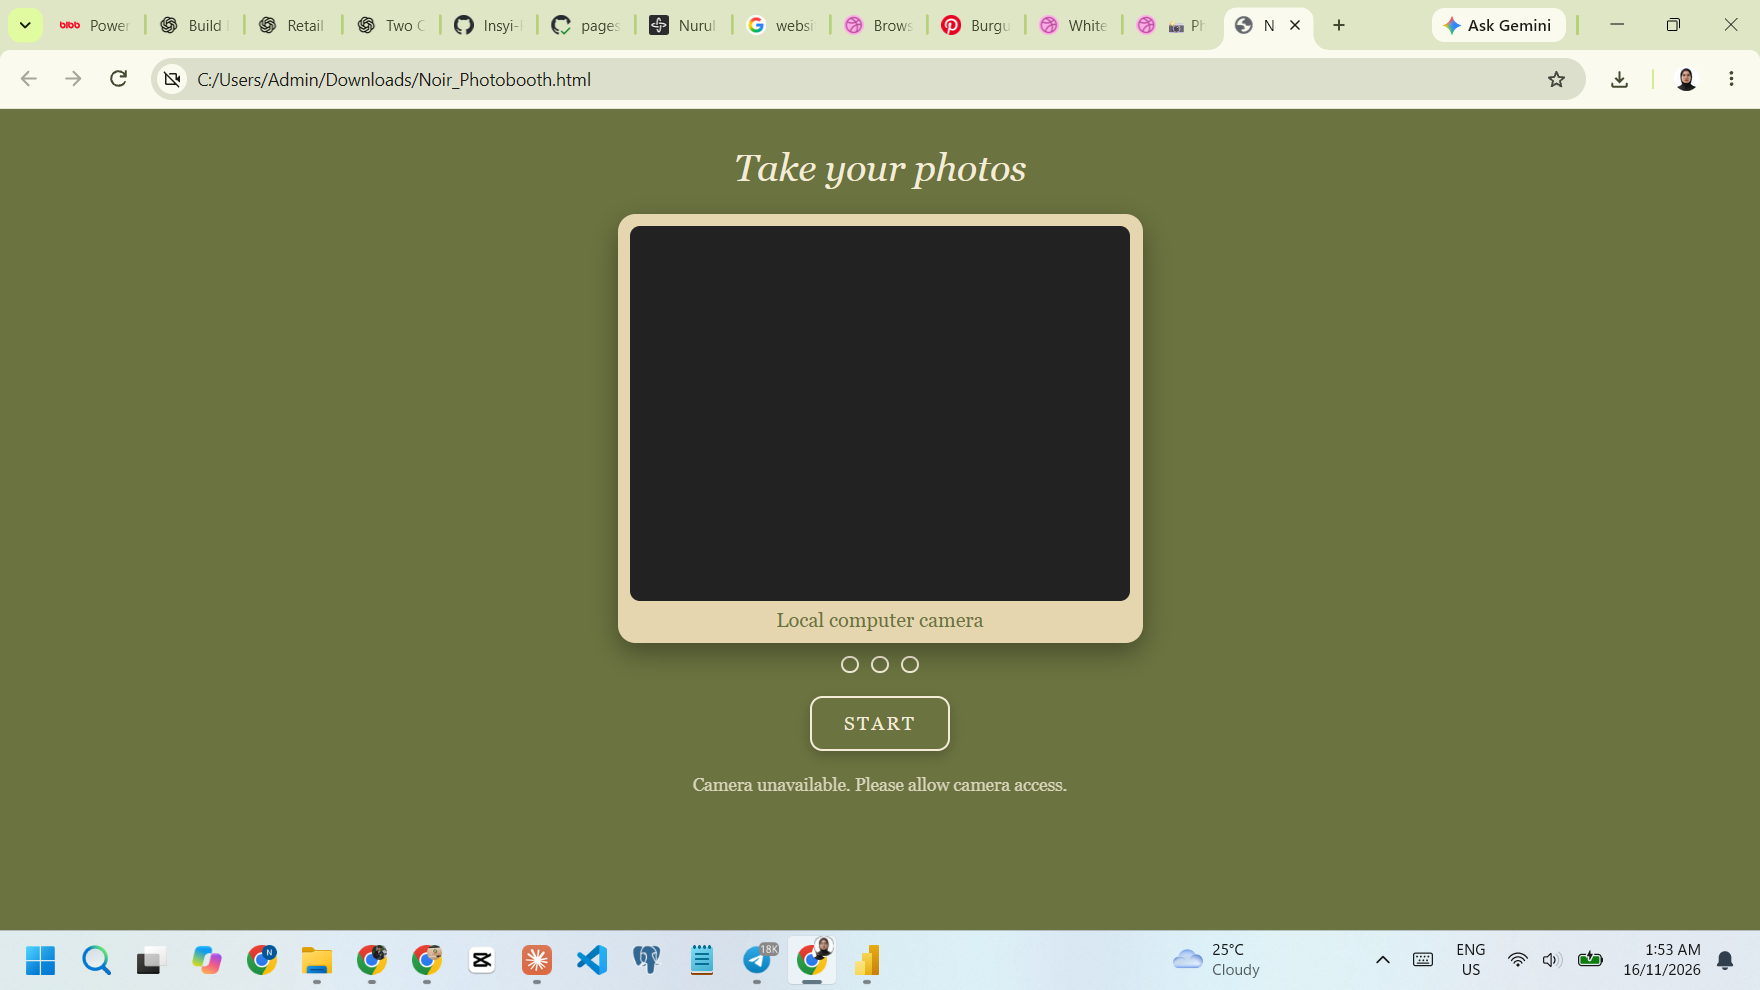 bibb Power
Build
Retail
Two C
Insyi-
pages
Nurul
websi
Brows
Burgu
White
Ph
N
Ask Gemini
C:/Users/Admin/Downloads/Noir_Photobooth.html
Take your photos
Local computer camera
START
Camera unavailable. Please allow camera access.
N
18K
25°C
Cloudy
ENG
US
1:53 AM
16/11/2026